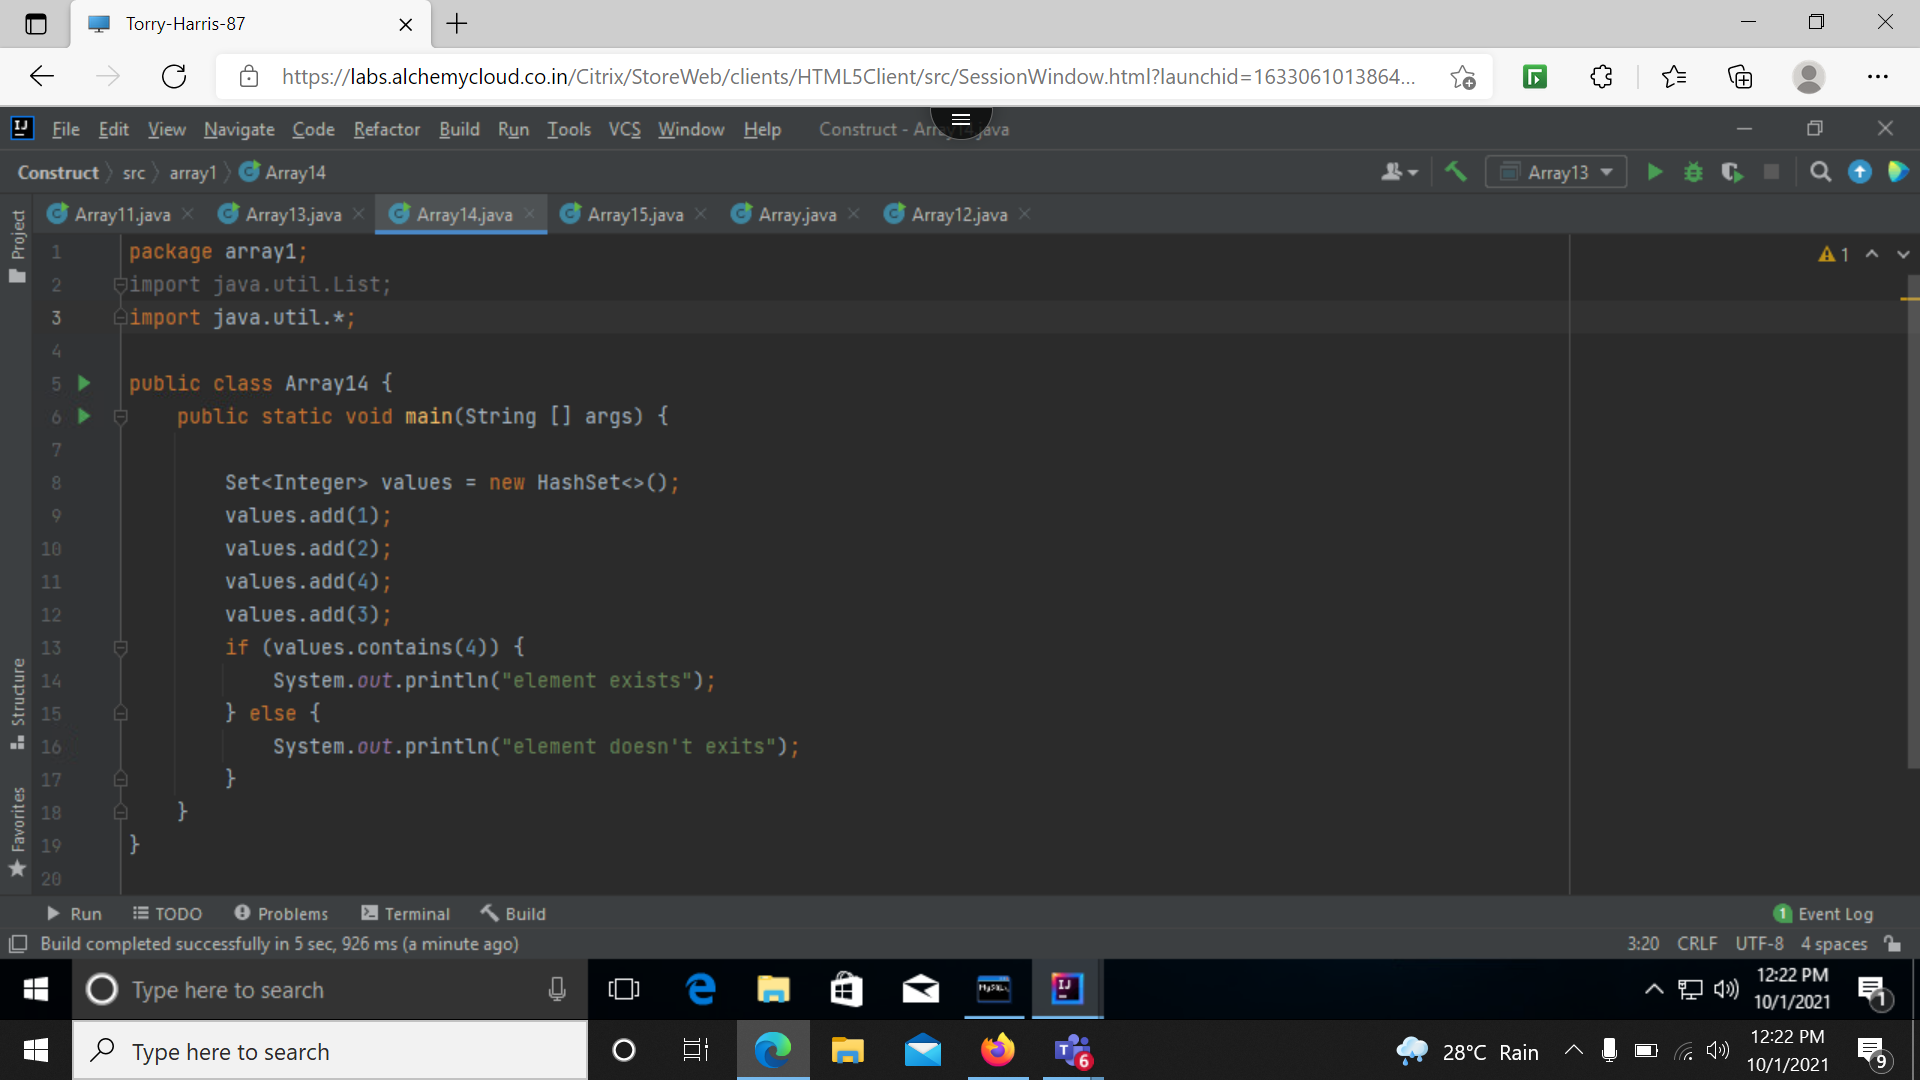 Torry-Harris-87
https://labs.alchemycloud.co.in/Citrix/StoreWeb/clients/HTML5Client/src/SessionWindow.html?launchid=1633061013864...
File Edit View Navigate Code Refactor Build Run Tools VCS Window Help Construct - Array14.java
Construct src array1 Array14 Array13
Array11.java Array13.java Array14.java Array15.java Array.java Array12.java
Project
Structure
Favorites
1 package array1; 1
2 import java.util.List;
3 import java.util.*;
4
5 public class Array14 {
6 public static void main(String [] args) {
7
8 Set<Integer> values = new HashSet<>();
9 values.add(1);
10 values.add(2);
11 values.add(4);
12 values.add(3);
13 if (values.contains(4)) {
14 System.out.println("element exists");
15 } else {
16 System.out.println("element doesn't exits");
17 }
18 }
19 }
20
Run TODO Problems Terminal Build 1 Event Log
Build completed successfully in 5 sec, 926 ms (a minute ago) 3:20 CRLF UTF-8 4 spaces
Type here to search 12:22 PM
10/1/2021 1
Type here to search 6 28°C Rain 12:22 PM
10/1/2021 9